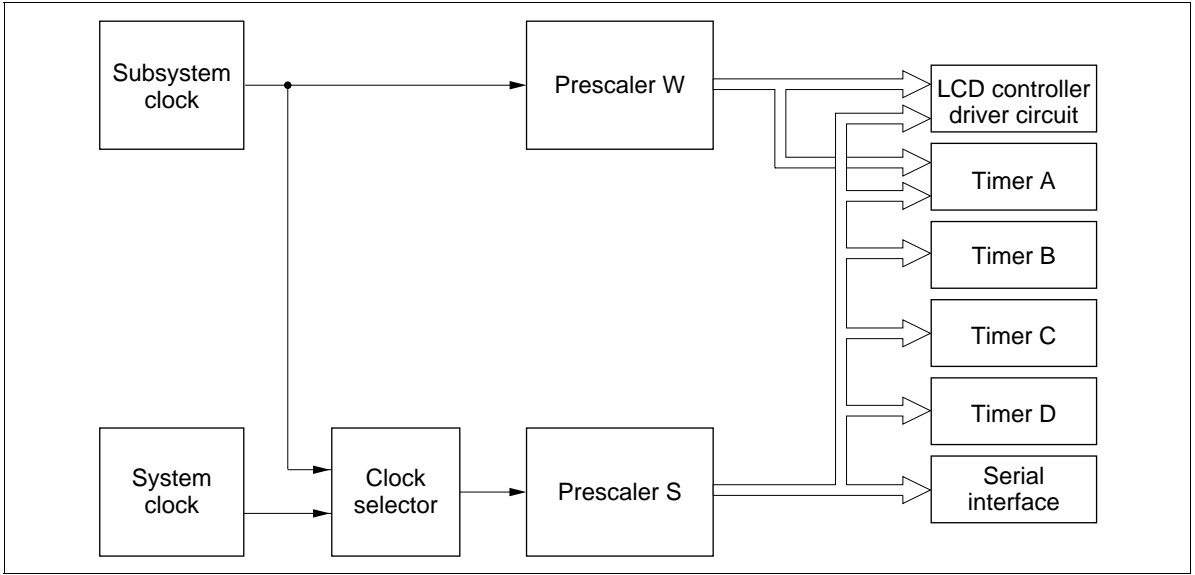 Subsystem
clock
Prescaler W
LCD controller
driver circuit
Timer A
Timer B
Timer C
Timer D
System
clock
Clock
selector
Prescaler S
Serial
interface